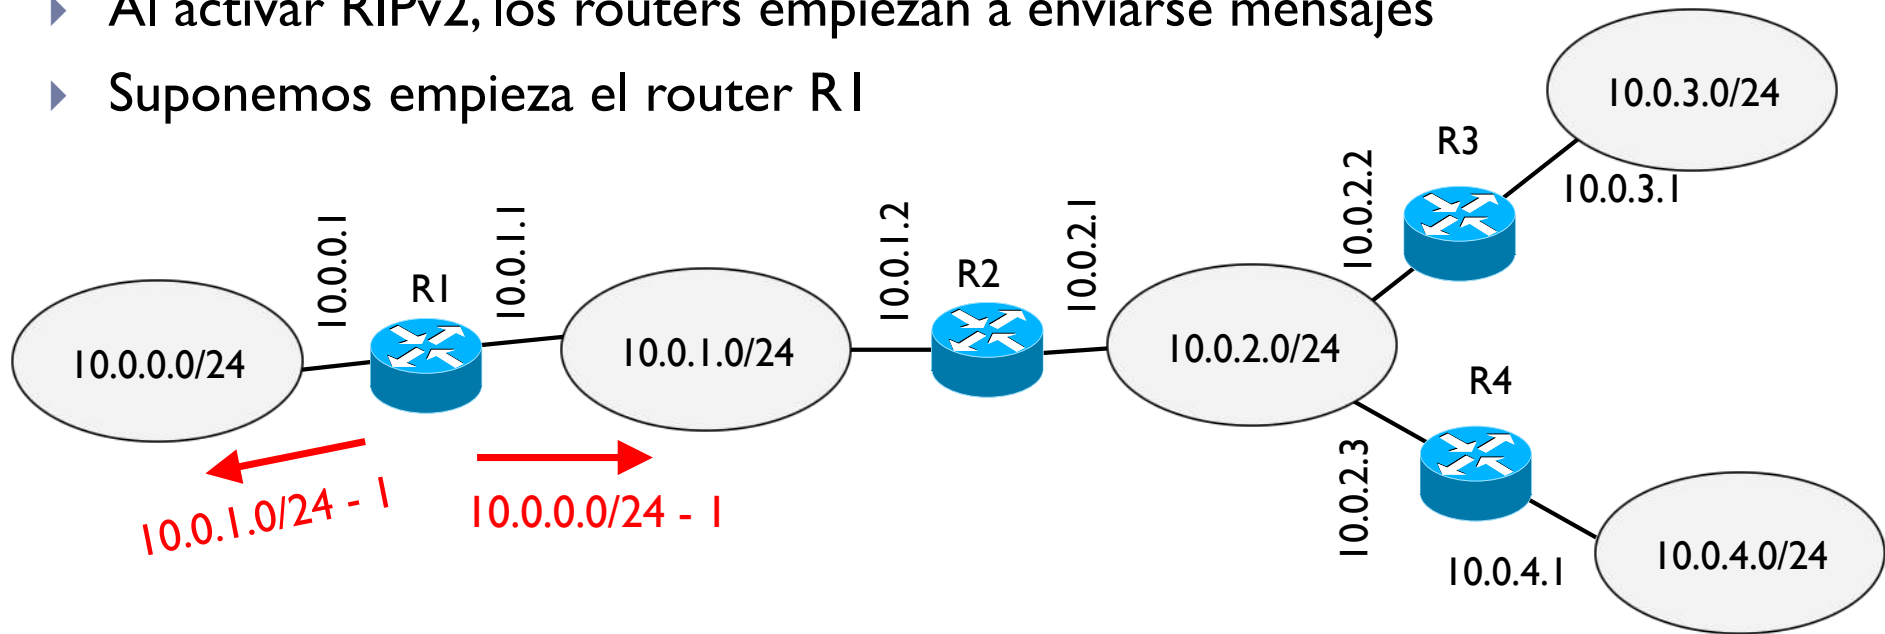 Al activar RIPv2, los routers empiezan a enviarse mensajes
Suponemos empieza el router R1
10.0.3.0/24
R3
10.0.2.2
10.0.3.1
10.0.0.1
R1
10.0.1.1
10.0.1.2
R2
10.0.2.1
10.0.0.0/24
10.0.1.0/24
10.0.2.0/24
R4
10.0.1.0/24 - 1
10.0.0.0/24 - 1
10.0.2.3
10.0.4.1
10.0.4.0/24